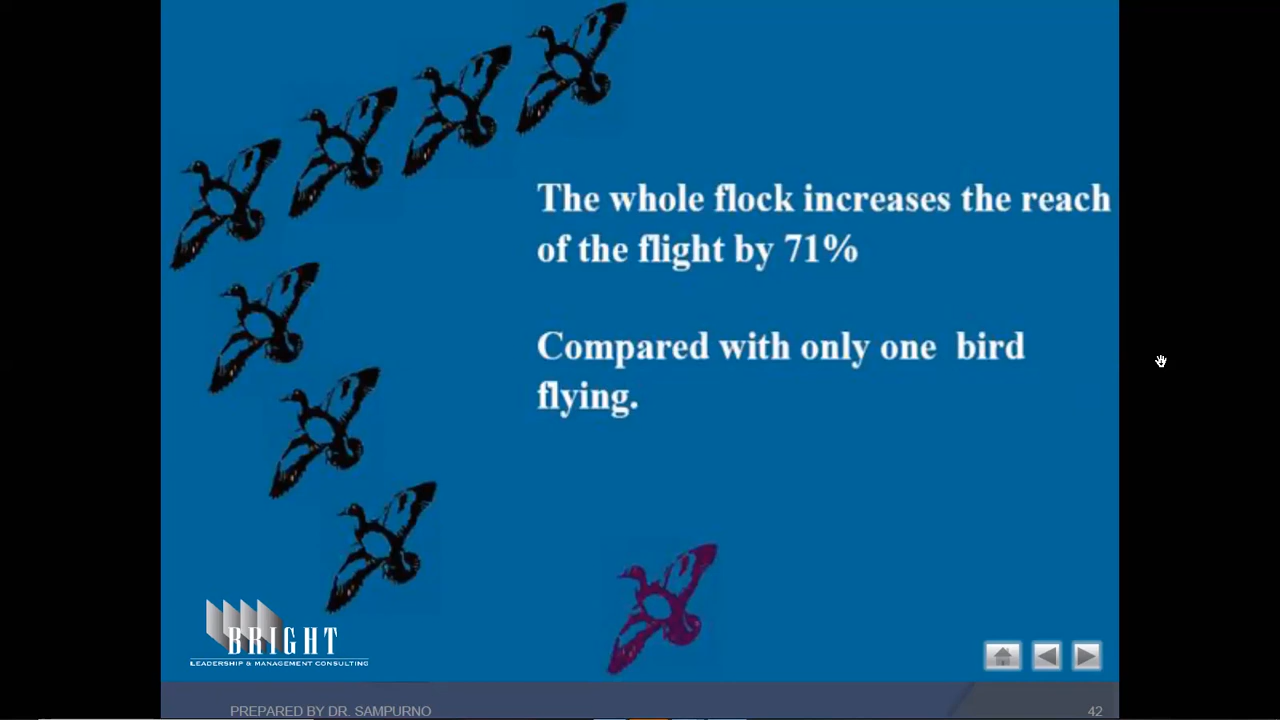 The whole flock increases the reach
of the flight by 71%
Compared with only one bird
flying.
BRIGHT
LEADERSHIP & MANAGEMENT CONSULTING
PREPARED BY DR. SAMPURNO
42